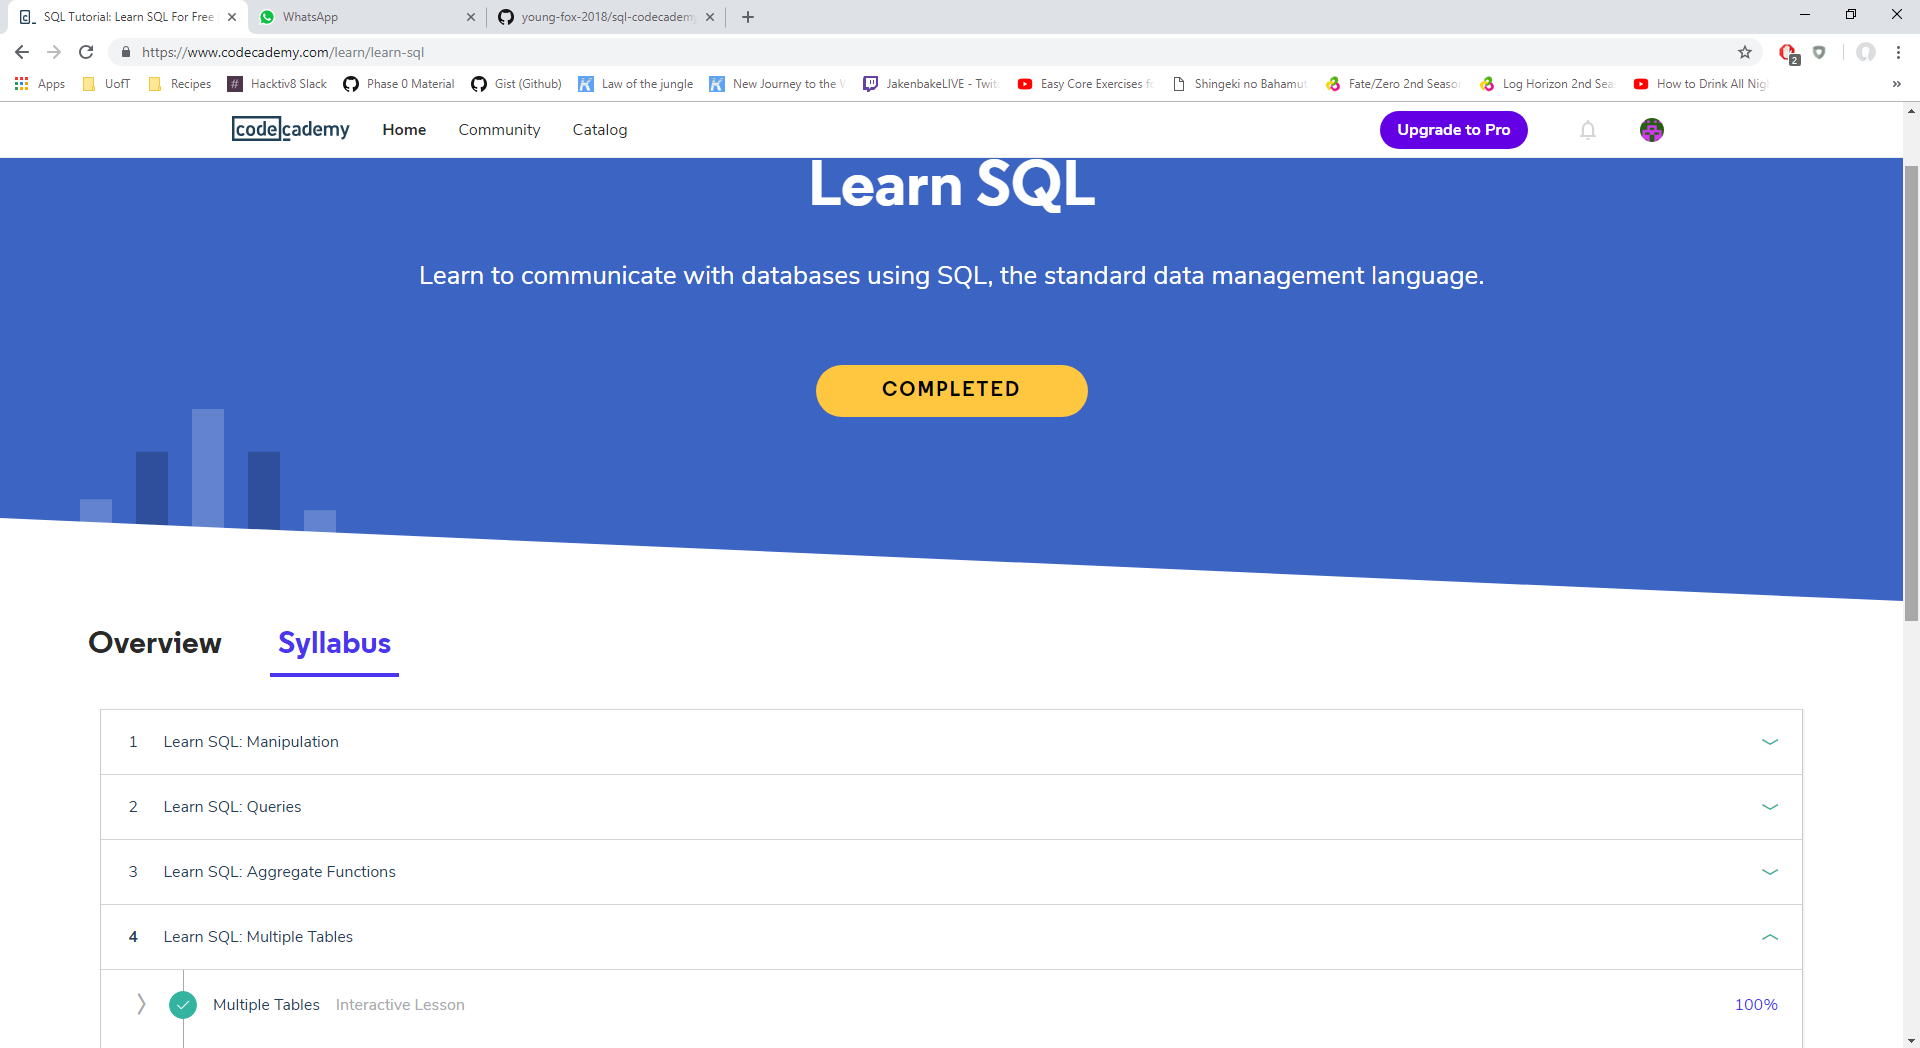 SQL Tutorial: Learn SQL For Free
WhatsApp
young-fox-2018/sql-codecademy
https://www.codecademy.com/learn/learn-sql
2
Apps UofT Recipes Hacktiv8 Slack Phase 0 Material Gist (Github) Law of the jungle New Journey to the JakenbakeLIVE - Twit Easy Core Exercises Shingeki no Bahamut Fate/Zero 2nd Season Log Horizon 2nd Sea How to Drink All Nig »
codecademy Home Community Catalog Upgrade to Pro
Learn SQL
Learn to communicate with databases using SQL, the standard data management language.
COMPLETED
Overview Syllabus
1 Learn SQL: Manipulation
2 Learn SQL: Queries
3 Learn SQL: Aggregate Functions
4 Learn SQL: Multiple Tables
Multiple Tables Interactive Lesson 100%